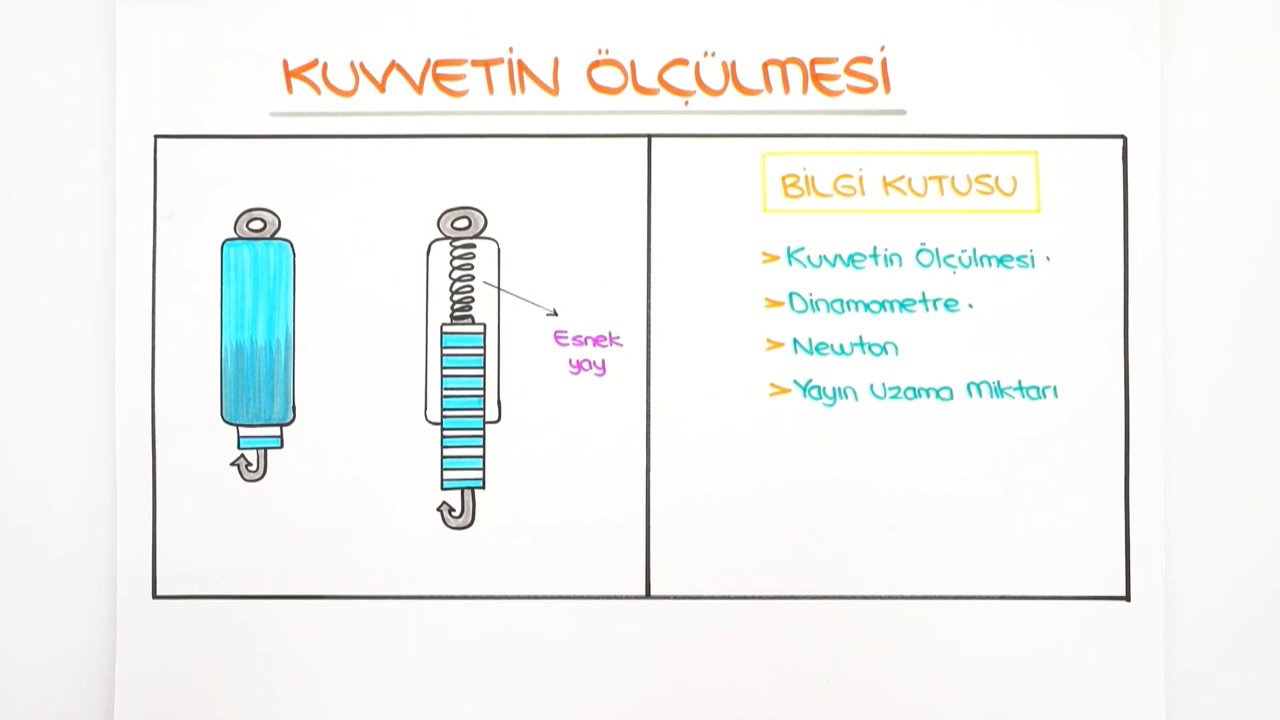 KUVVETİN ÖLÇÜLMESİ
Esnek
yay
BİLGİ KUTUSU
➤Kuvvetin Ölçülmesi.
➤Dinamometre.
➤Newton
➤Yayın Uzama Miktarı